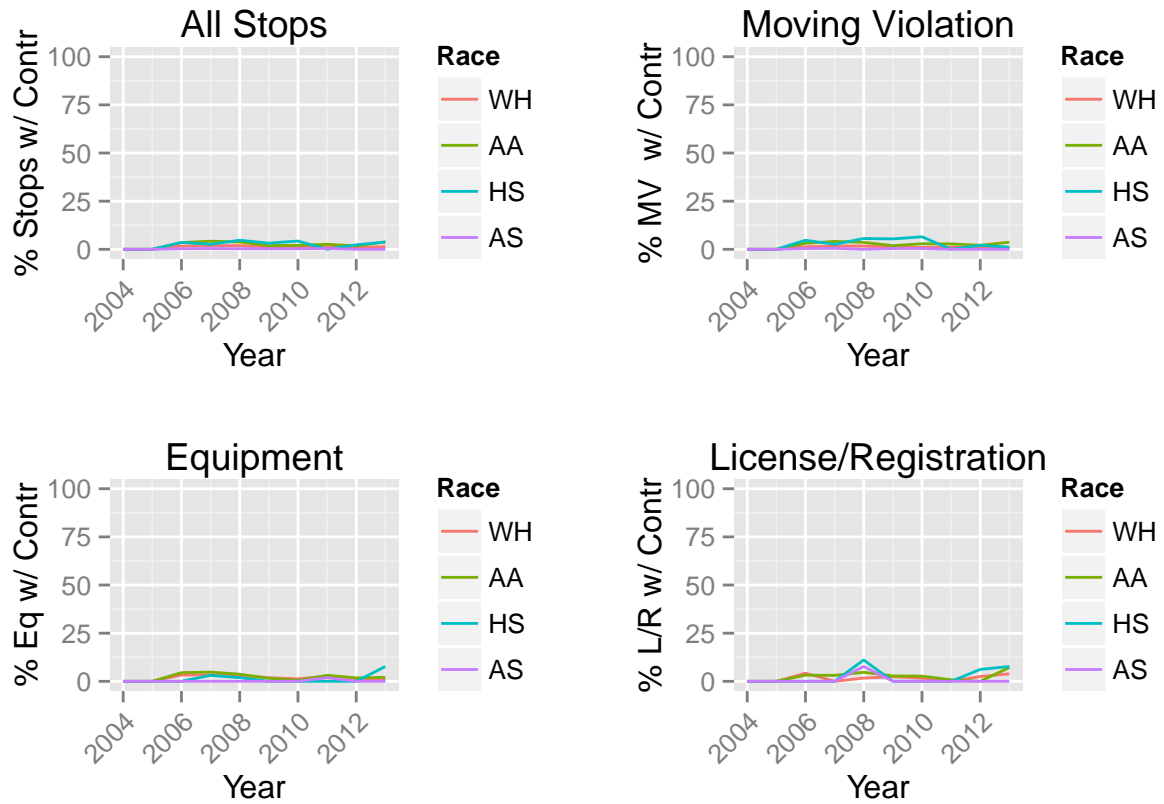 All Stops
% Stops w/ Contr
100
75
50
25
0
2004
2006
2008
2010
2012
Year
Race
WH
AA
HS
AS
Moving Violation
% MV  w/ Contr
100
75
50
25
0
2004
2006
2008
2010
2012
Year
Race
WH
AA
HS
AS
Equipment
% Eq w/ Contr
100
75
50
25
0
2004
2006
2008
2010
2012
Year
Race
WH
AA
HS
AS
License/Registration
% L/R w/ Contr
100
75
50
25
0
2004
2006
2008
2010
2012
Year
Race
WH
AA
HS
AS